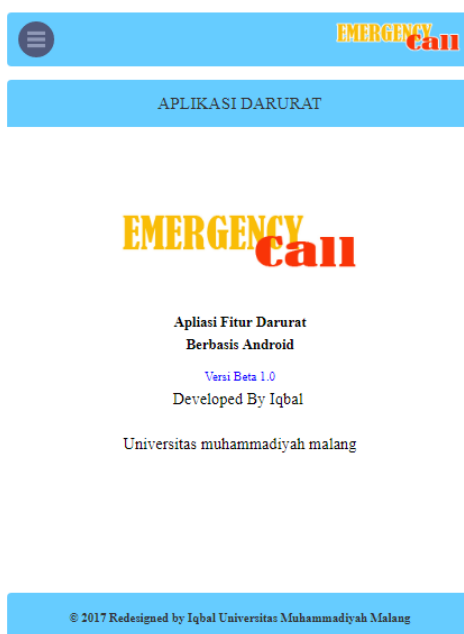 EMERGENCY Call
APLIKASI DARURAT
EMERGENCY
Call
Apliasi Fitur Darurat
Berbasis Android
Versi Beta 1.0
Developed By Iqbal
Universitas muhammadiyah malang
© 2017 Redesigned by Iqbal Universitas Muhammadiyah Malang